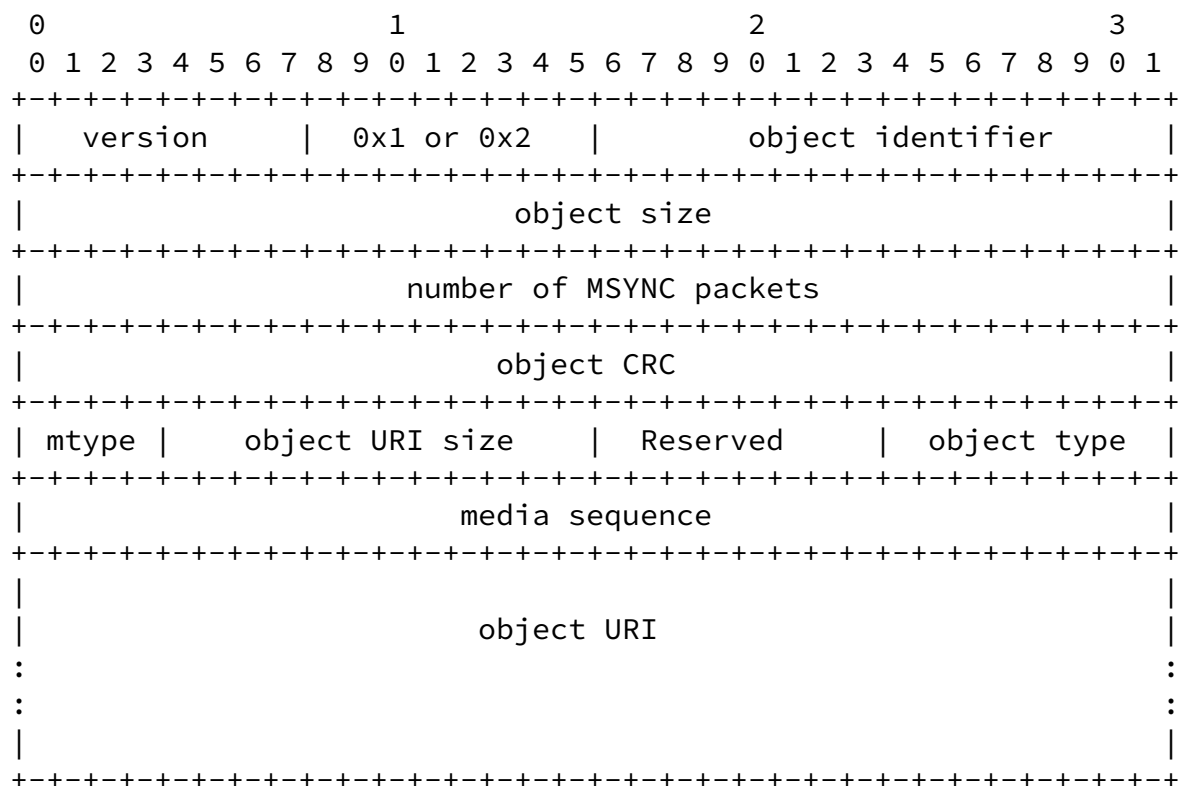 0                   1                   2                   3
 0 1 2 3 4 5 6 7 8 9 0 1 2 3 4 5 6 7 8 9 0 1 2 3 4 5 6 7 8 9 0 1
+-+-+-+-+-+-+-+-+-+-+-+-+-+-+-+-+-+-+-+-+-+-+-+-+-+-+-+-+-+-+-+-+
|   version     |  0x1 or 0x2   |        object identifier      |
+-+-+-+-+-+-+-+-+-+-+-+-+-+-+-+-+-+-+-+-+-+-+-+-+-+-+-+-+-+-+-+-+
|                           object size                         |
+-+-+-+-+-+-+-+-+-+-+-+-+-+-+-+-+-+-+-+-+-+-+-+-+-+-+-+-+-+-+-+-+
|                     number of MSYNC packets                   |
+-+-+-+-+-+-+-+-+-+-+-+-+-+-+-+-+-+-+-+-+-+-+-+-+-+-+-+-+-+-+-+-+
|                          object CRC                           |
+-+-+-+-+-+-+-+-+-+-+-+-+-+-+-+-+-+-+-+-+-+-+-+-+-+-+-+-+-+-+-+-+
| mtype |    object URI size    |  Reserved     |  object type  |
+-+-+-+-+-+-+-+-+-+-+-+-+-+-+-+-+-+-+-+-+-+-+-+-+-+-+-+-+-+-+-+-+
|                        media sequence                         |
+-+-+-+-+-+-+-+-+-+-+-+-+-+-+-+-+-+-+-+-+-+-+-+-+-+-+-+-+-+-+-+-+
|                                                               |
|                         object URI                            |
:                                                               :
:                                                               :
|                                                               |
+-+-+-+-+-+-+-+-+-+-+-+-+-+-+-+-+-+-+-+-+-+-+-+-+-+-+-+-+-+-+-+-+